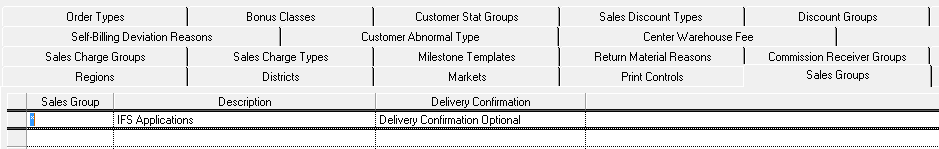 Order Types Bonus Classes Customer Stat Groups Sales Discount Types Discount Groups
Self-Billing Deviation Reasons Customer Abnormal Type Center Warehouse Fee
Sales Charge Groups Sales Charge Types Milestone Templates Return Material Reasons Commission Receiver Groups
Regions Districts Markets Print Controls Sales Groups
Sales Group Description Delivery Confirmation
* IFS Applications Delivery Confirmation Optional